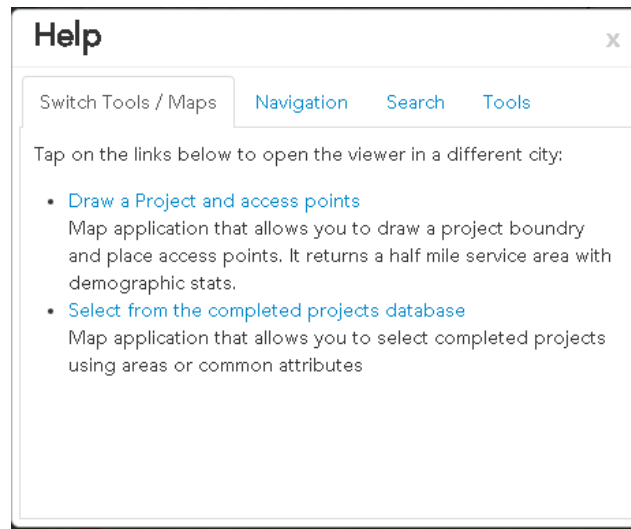 Help
x
Switch Tools / Maps Navigation Search Tools
Tap on the links below to open the viewer in a different city:
• Draw a Project and access points
Map application that allows you to draw a project boundry
and place access points. It returns a half mile service area with
demographic stats.
• Select from the completed projects database
Map application that allows you to select completed projects
using areas or common attributes